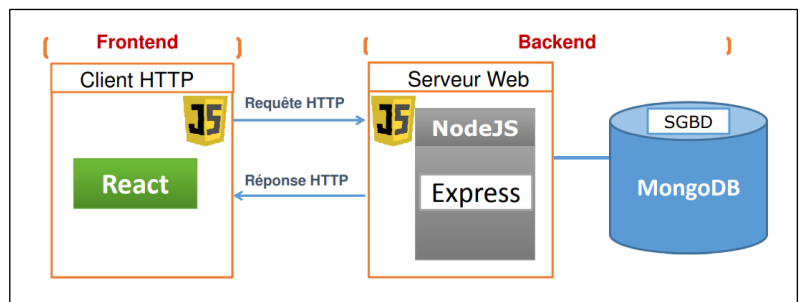 Frontend
Backend
Client HTTP
Serveur Web
JS
Requête HTTP
JS
NodeJS
SGBD
React
Réponse HTTP
Express
MongoDB